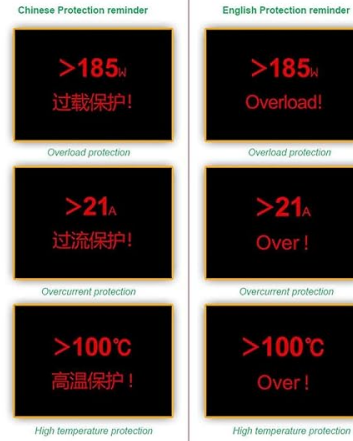 Chinese Protection reminder
English Protection reminder
>185W
过载保护!
>185W
Overload!
Overload protection
Overload protection
>21A
过流保护!
>21A
Over !
Overcurrent protection
Overcurrent protection
>100℃
高温保护 !
>100℃
Over !
High temperature protection
High temperature protection